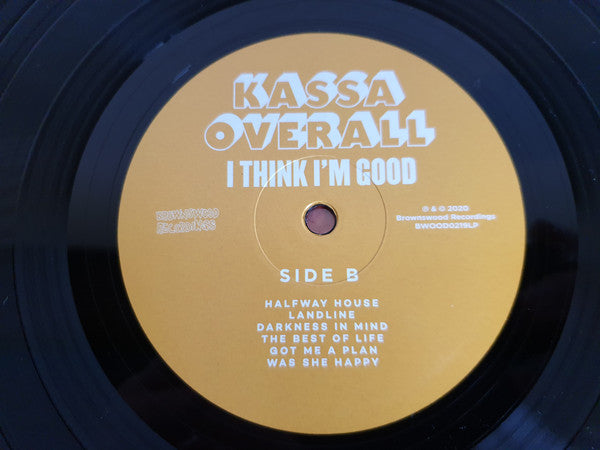 KASSA
OVERALL
I THINK I'M GOOD
BROWNSWOOD
RECORDINGS
℗ & © 2020
Brownswood Recordings
BWOOD0219LP
SIDE B
HALFWAY HOUSE
LANDLINE
DARKNESS IN MIND
THE BEST OF LIFE
GOT ME A PLAN
WAS SHE HAPPY